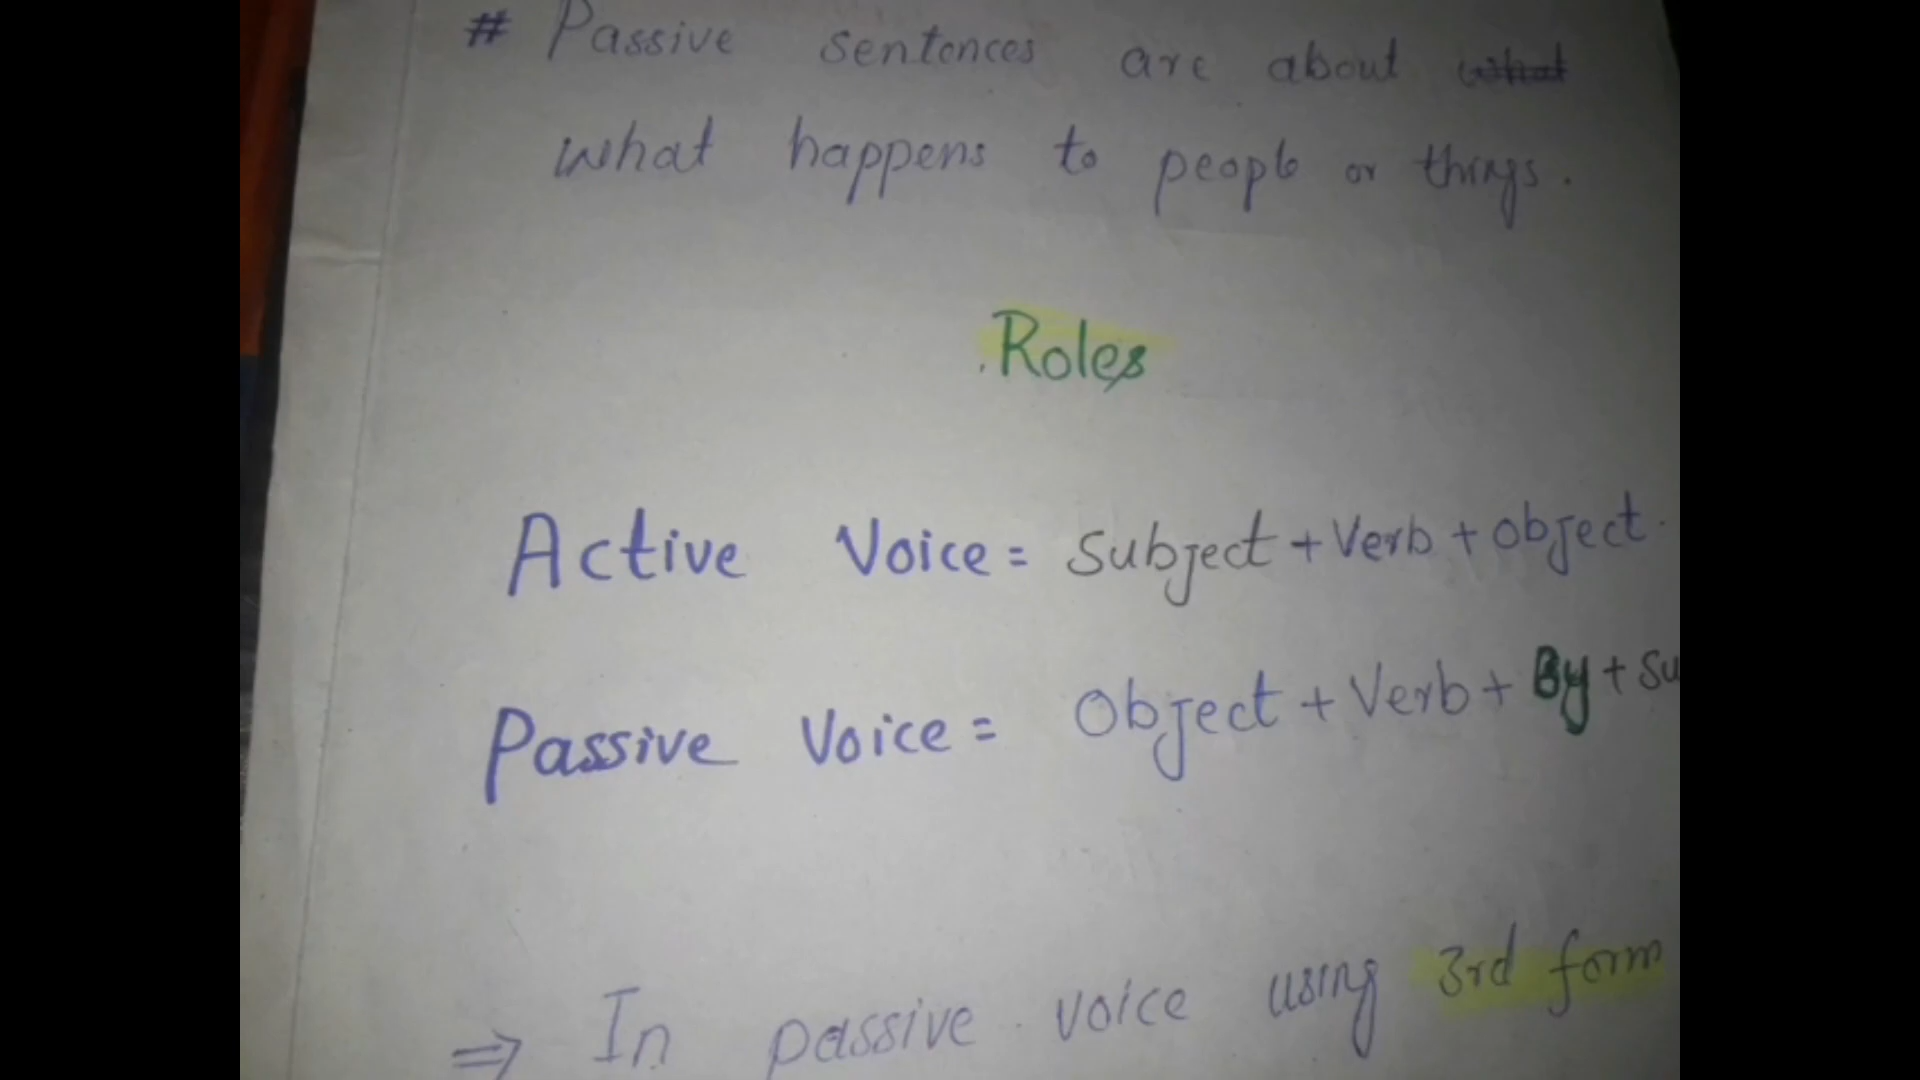 # Passive sentences are about what
what happens to people or things.
Roles
Active Voice = Subject + Verb + object.
Passive Voice = Object + Verb + By + Su
⇒ In passive voice using 3rd form